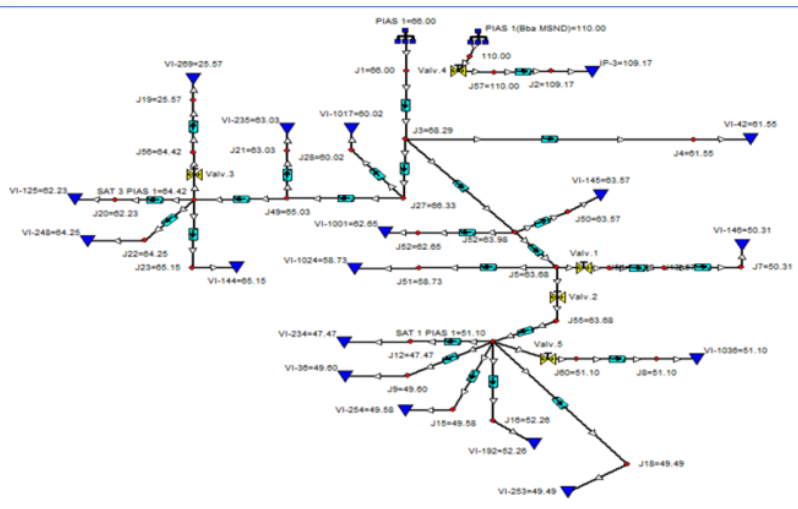 PIAS 1=66.00
PIAS 1(Bba MSND)=110.00
110.00
VI-269=25.57
J1=66.00
Valv.4
IP-3=109.17
J57=110.00
J2=109.17
J19=25.57
VI-235=63.03
VI-1017=60.02
VI-42=61.55
J3=68.29
J56=64.42
J21=63.03
J28=60.02
J4=61.55
Valv.3
VI-145=63.57
VI-125=62.23
SAT 3 PIAS 1=64.42
J20=62.23
J49=65.03
J27=66.33
J50=63.57
VI-248=64.25
VI-1001=62.65
VI-146=50.31
J22=64.25
J52=62.65
J52=63.98
J23=65.15
VI-1024=58.73
Valv.1
VI-144=65.15
J51=58.73
J5=63.68
J7=50.31
Valv.2
J55=63.68
VI-234=47.47
SAT 1 PIAS 1=51.10
Valv.5
J12=47.47
VI-1036=51.10
VI-36=49.60
J9=49.60
J60=51.10
J8=51.10
VI-254=49.58
J15=49.58
J16=52.26
VI-192=52.26
J18=49.49
VI-253=49.49